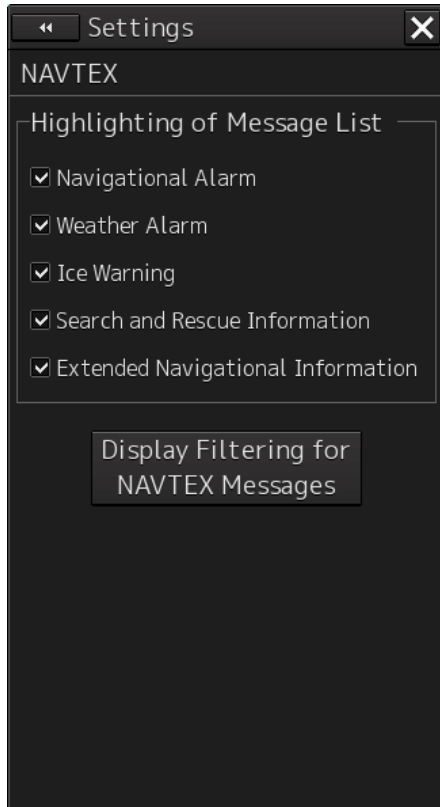 Settings
NAVTEX
Highlighting of Message List
Navigational Alarm
Weather Alarm
Ice Warning
Search and Rescue Information
Extended Navigational Information
Display Filtering for
NAVTEX Messages